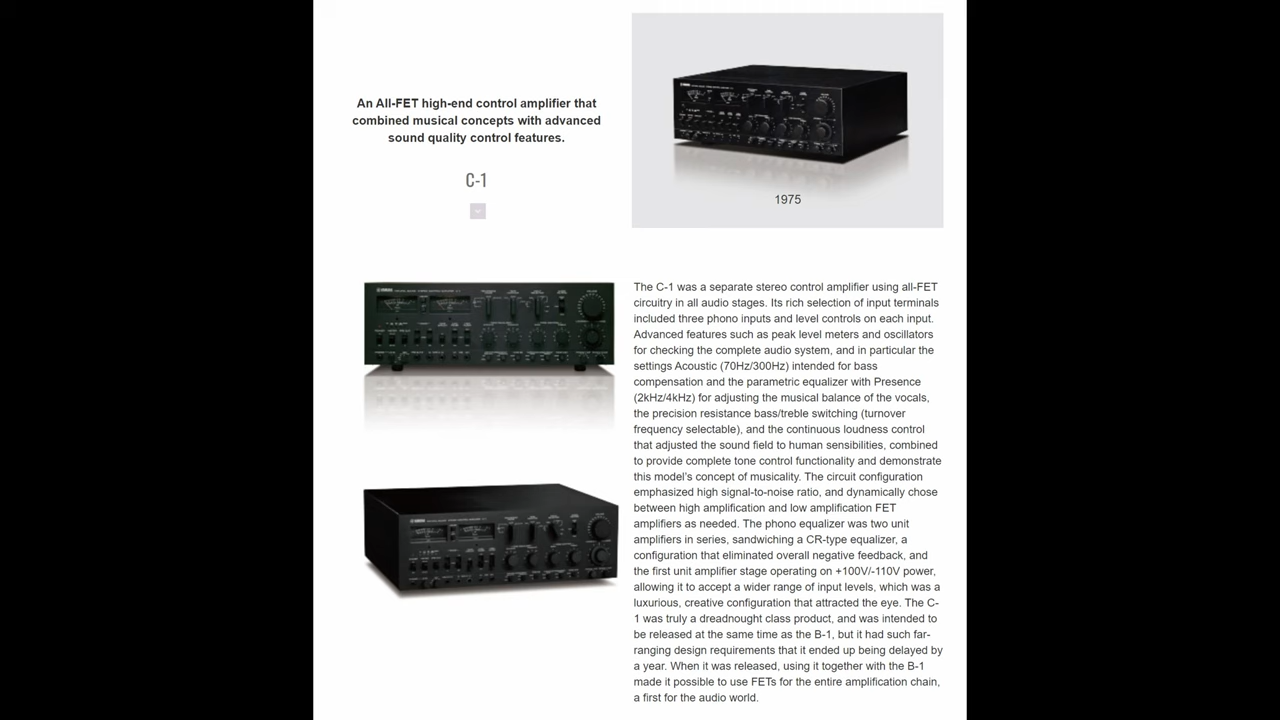 An All-FET high-end control amplifier that
combined musical concepts with advanced
sound quality control features.
C-1
1975
The C-1 was a separate stereo control amplifier using all-FET
circuitry in all audio stages. Its rich selection of input terminals
included three phono inputs and level controls on each input.
Advanced features such as peak level meters and oscillators
for checking the complete audio system, and in particular the
settings Acoustic (70Hz/300Hz) intended for bass
compensation and the parametric equalizer with Presence
(2kHz/4kHz) for adjusting the musical balance of the vocals,
the precision resistance bass/treble switching (turnover
frequency selectable), and the continuous loudness control
that adjusted the sound field to human sensibilities, combined
to provide complete tone control functionality and demonstrate
this model's concept of musicality. The circuit configuration
emphasized high signal-to-noise ratio, and dynamically chose
between high amplification and low amplification FET
amplifiers as needed. The phono equalizer was two unit
amplifiers in series, sandwiching a CR-type equalizer, a
configuration that eliminated overall negative feedback, and
the first unit amplifier stage operating on +100V/-110V power,
allowing it to accept a wider range of input levels, which was a
luxurious, creative configuration that attracted the eye. The C-
1 was truly a dreadnought class product, and was intended to
be released at the same time as the B-1, but it had such far-
ranging design requirements that it ended up being delayed by
a year. When it was released, using it together with the B-1
made it possible to use FETs for the entire amplification chain,
a first for the audio world.